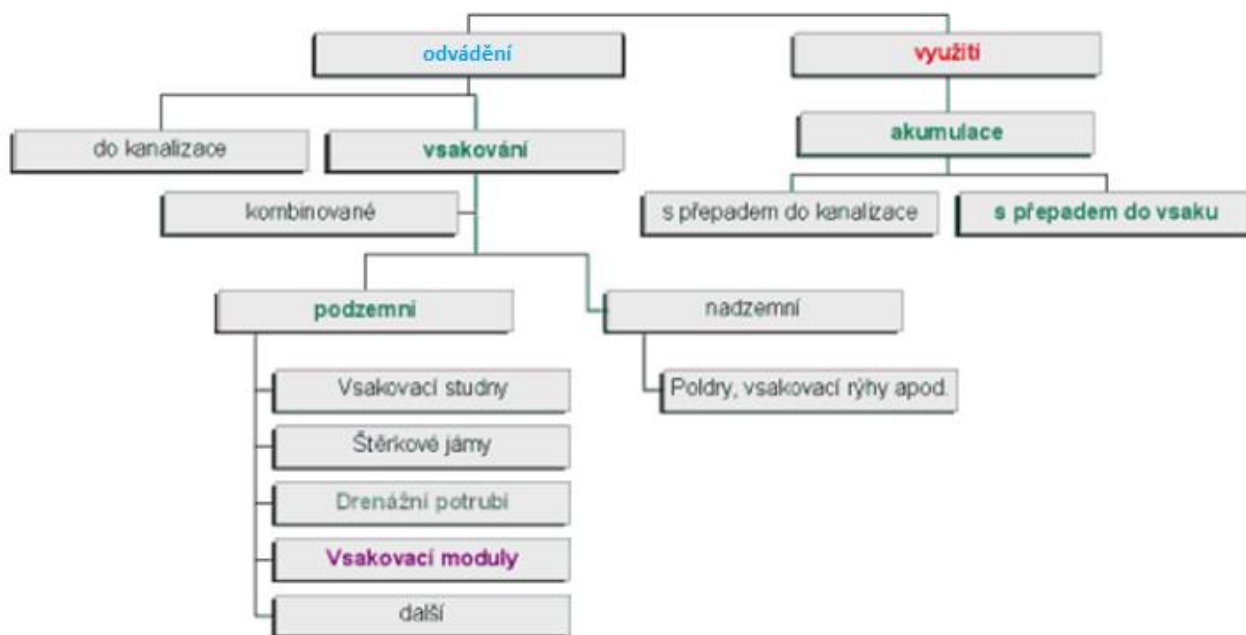 odvádění
využití
do kanalizace
vsakování
akumulace
kombinované
s přepadem do kanalizace
s přepadem do vsaku
podzemní
nadzemní
Vsakovací studny
Poldry, vsakovací rýhy apod.
Štěrkové jámy
Drenážní potrubí
Vsakovací moduly
další